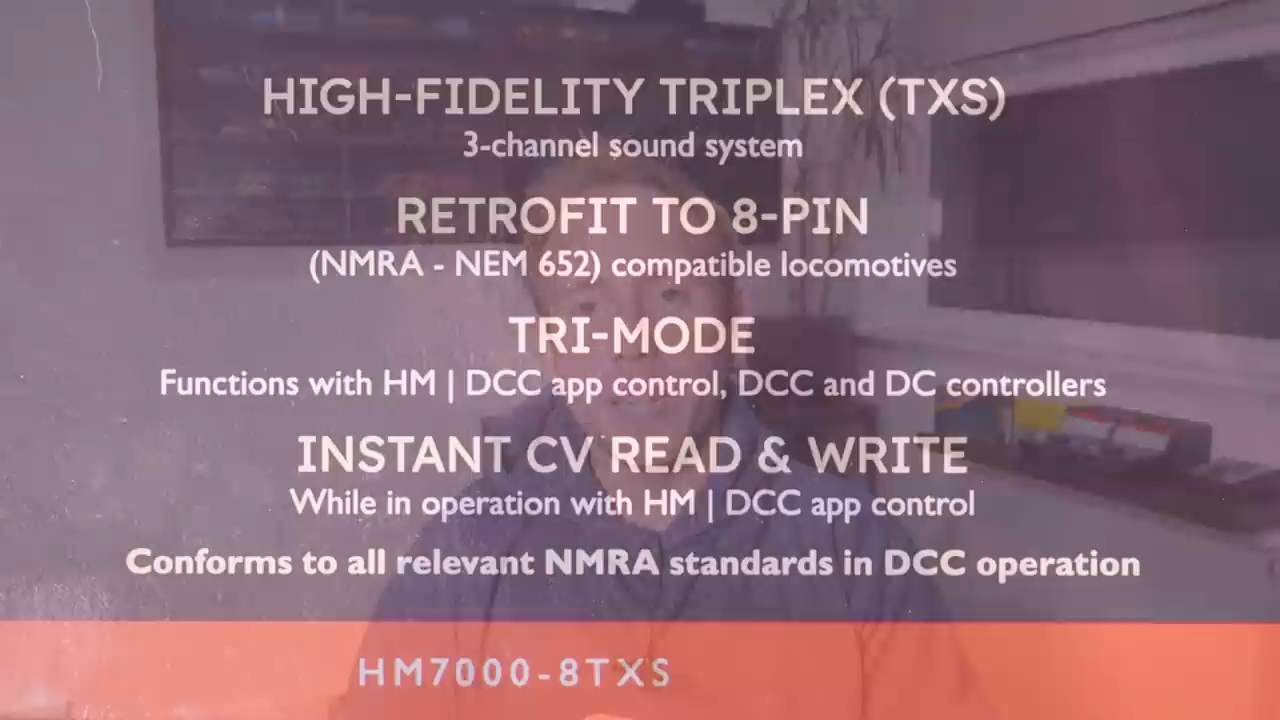 HIGH-FIDELITY TRIPLEX (TXS)
3-channel sound system
RETROFIT TO 8-PIN
(NMRA - NEM 652) compatible locomotives
TRI-MODE
Functions with HM | DCC app control, DCC and DC controllers
INSTANT CV READ & WRITE
While in operation with HM | DCC app control
Conforms to all relevant NMRA standards in DCC operation
HM7000-8TXS